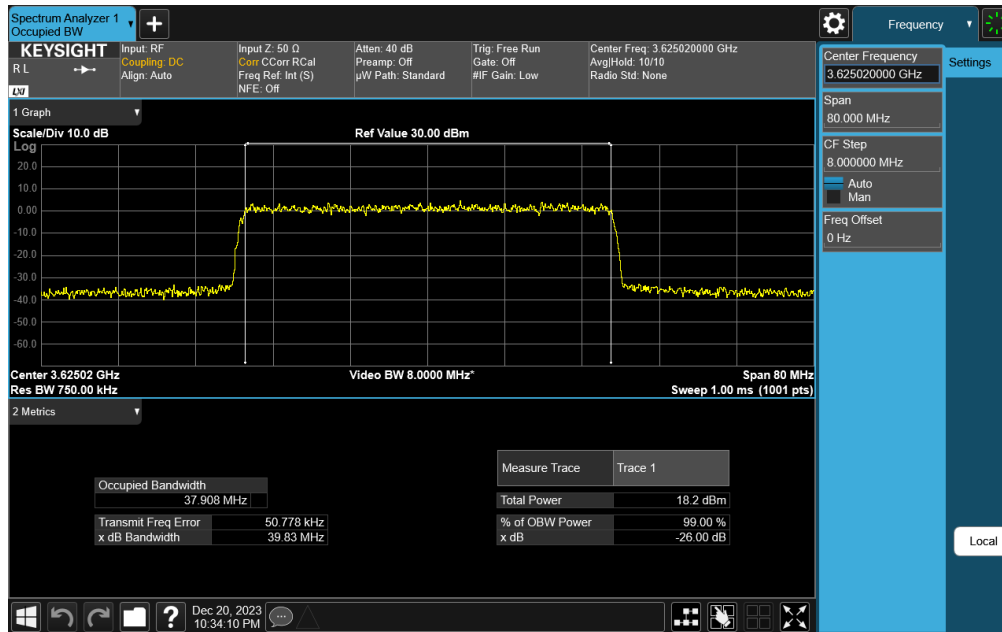 Spectrum Analyzer 1
Occupied BW
Frequency
KEYSIGHT
R L
LXI
Input: RF
Coupling: DC
Align: Auto
Input Z: 50 Ω
Corr CCorr RCal
Freq Ref: Int (S)
NFE: Off
Atten: 40 dB
Preamp: Off
µW Path: Standard
Trig: Free Run
Gate: Off
#IF Gain: Low
Center Freq: 3.625020000 GHz
Avg|Hold: 10/10
Radio Std: None
Center Frequency
3.625020000 GHz
Settings
Span
80.000 MHz
CF Step
8.000000 MHz
Auto
Man
Freq Offset
0 Hz
Local
1 Graph
Scale/Div 10.0 dB
Ref Value 30.00 dBm
Log
20.0
10.0
0.00
-10.0
-20.0
-30.0
-40.0
-50.0
-60.0
Center 3.62502 GHz
Video BW 8.0000 MHz*
Span 80 MHz
Res BW 750.00 kHz
Sweep 1.00 ms (1001 pts)
2 Metrics
Measure Trace
Trace 1
Occupied Bandwidth
37.908 MHz
Total Power
18.2 dBm
Transmit Freq Error
50.778 kHz
% of OBW Power
99.00 %
x dB Bandwidth
39.83 MHz
x dB
-26.00 dB
?
Dec 20, 2023
10:34:10 PM